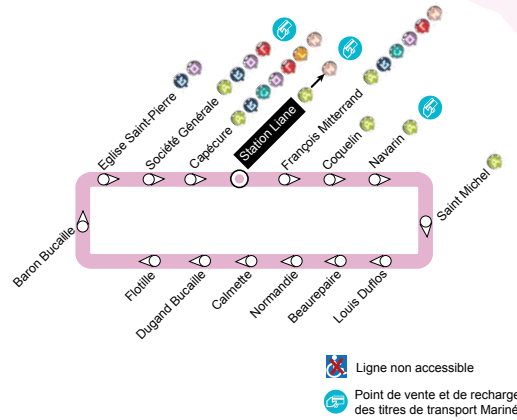 Eglise Saint-Pierre
Société Générale
Capécure
Station Liane
François Mitterrand
Coquelin
Navarin
Saint Michel
Baron Bucaille
Flotille
Dugand Bucaille
Calmette
Normandie
Beaurepaire
Louis Duflos
Ligne non accessible
Point de vente et de recharge
des titres de transport Mariné